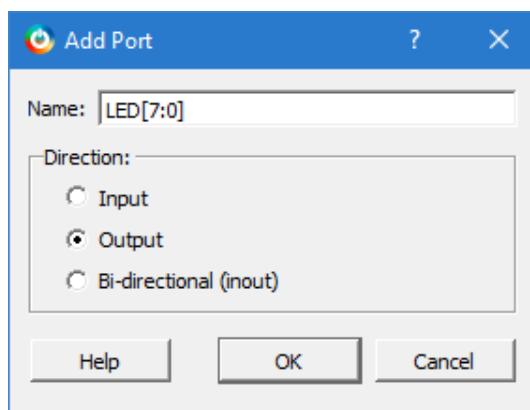 Add Port ?
Name: LED[7:0]
Direction:
Input
Output
Bi-directional (inout)
Help OK Cancel